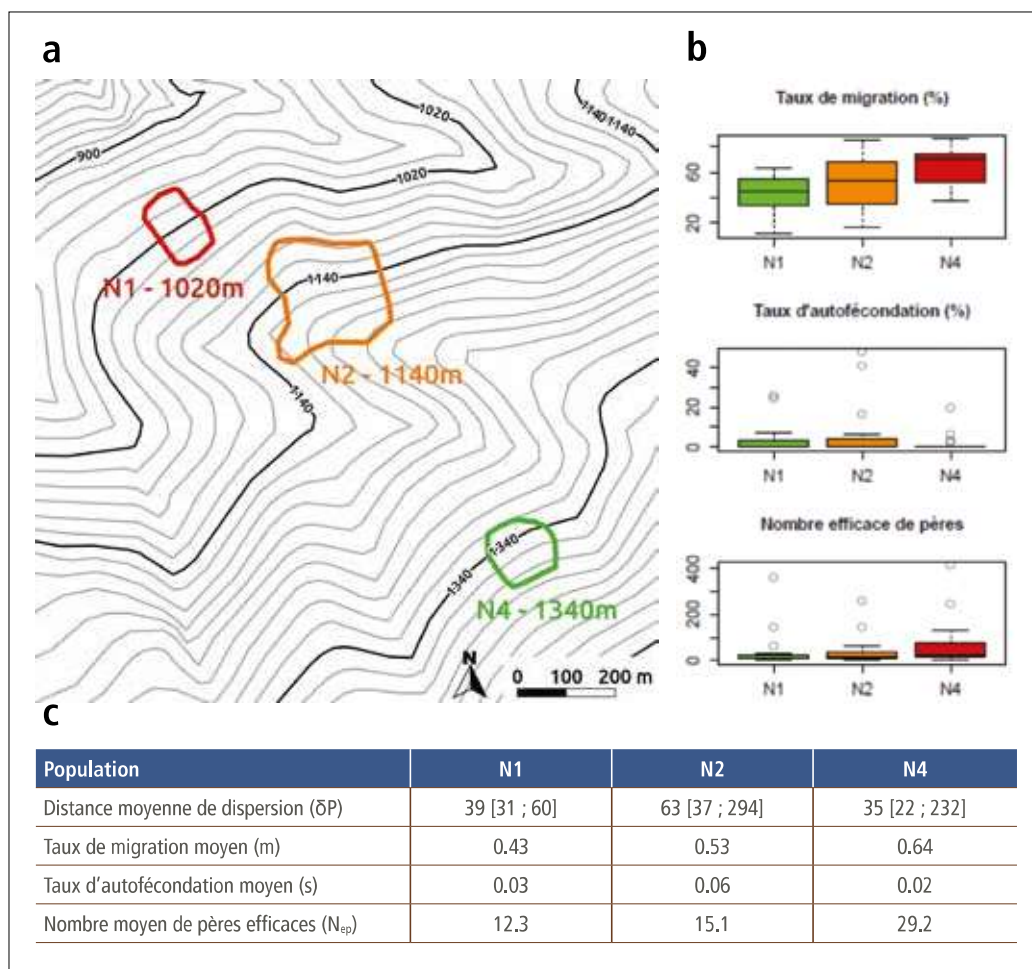 a
900
1020
1020
1140
1140
N1 - 1020m
1140
N2 - 1140m
1140
1340
1340
N4 - 1340m
N
0 100 200 m
b
Taux de migration (%)
60
20
N1 N2 N4
Taux d'autofécondation (%)
40
20
0
N1 N2 N4
Nombre efficace de pères
400
200
0
N1 N2 N4
c
Population N1 N2 N4
Distance moyenne de dispersion (δP) 39 [31 ; 60] 63 [37 ; 294] 35 [22 ; 232]
Taux de migration moyen (m) 0.43 0.53 0.64
Taux d'autofécondation moyen (s) 0.03 0.06 0.02
Nombre moyen de pères efficaces (Nep) 12.3 15.1 29.2